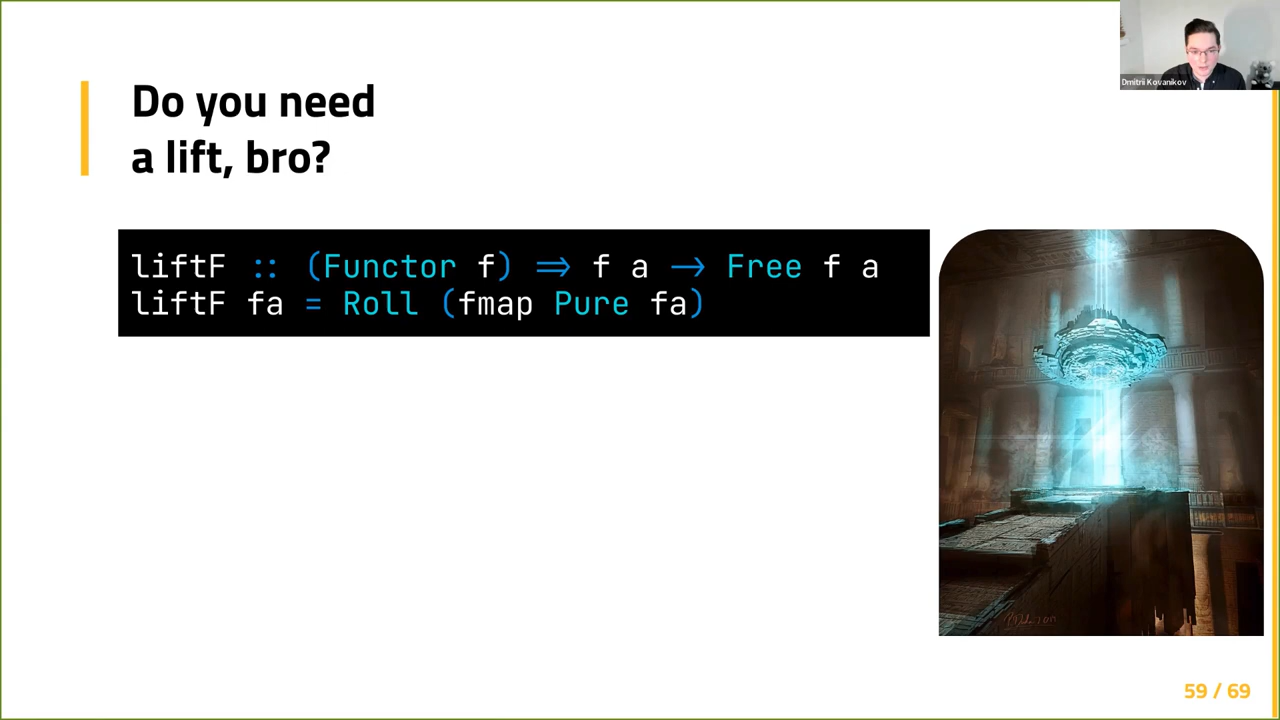 Dmitrii Kovanikov
Do you need
a lift, bro?
liftF :: (Functor f) => f a -> Free f a
liftF fa = Roll (fmap Pure fa)
59 / 69